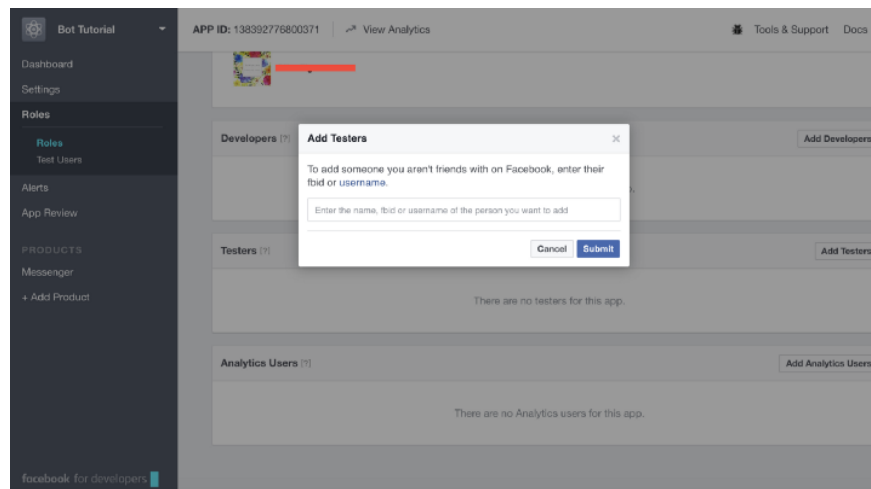 Bot Tutorial
APP ID: 138392776800371
View Analytics
Tools & Support
Docs
Dashboard
Settings
Roles
Roles
Test Users
Alerts
App Review
PRODUCTS
Messenger
+ Add Product
facebook for developers
Developers [?]
Add Developers
Add Testers
To add someone you aren't friends with on Facebook, enter their
fbid or username.
Enter the name, fbid or username of the person you want to add
Cancel
Submit
Testers [?]
Add Testers
There are no testers for this app.
Analytics Users [?]
Add Analytics Users
There are no Analytics users for this app.